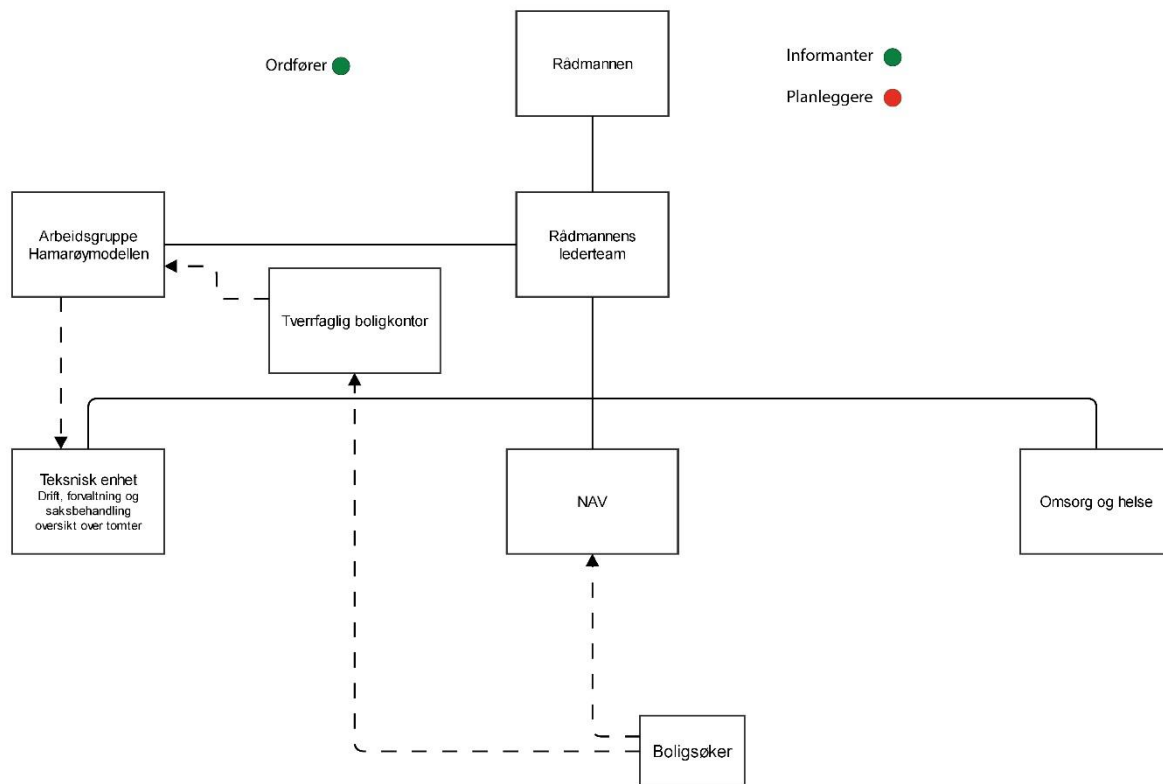 Ordfører
Rådmannen
Informanter
Planleggere
Arbeidsgruppe
Hamarøymodellen
Rådmannens
lederteam
Tverrfaglig boligkontor
Teksnisk enhet
Drift, forvaltning og
saksbehandling
oversikt over tomter
NAV
Omsorg og helse
Boligsøker